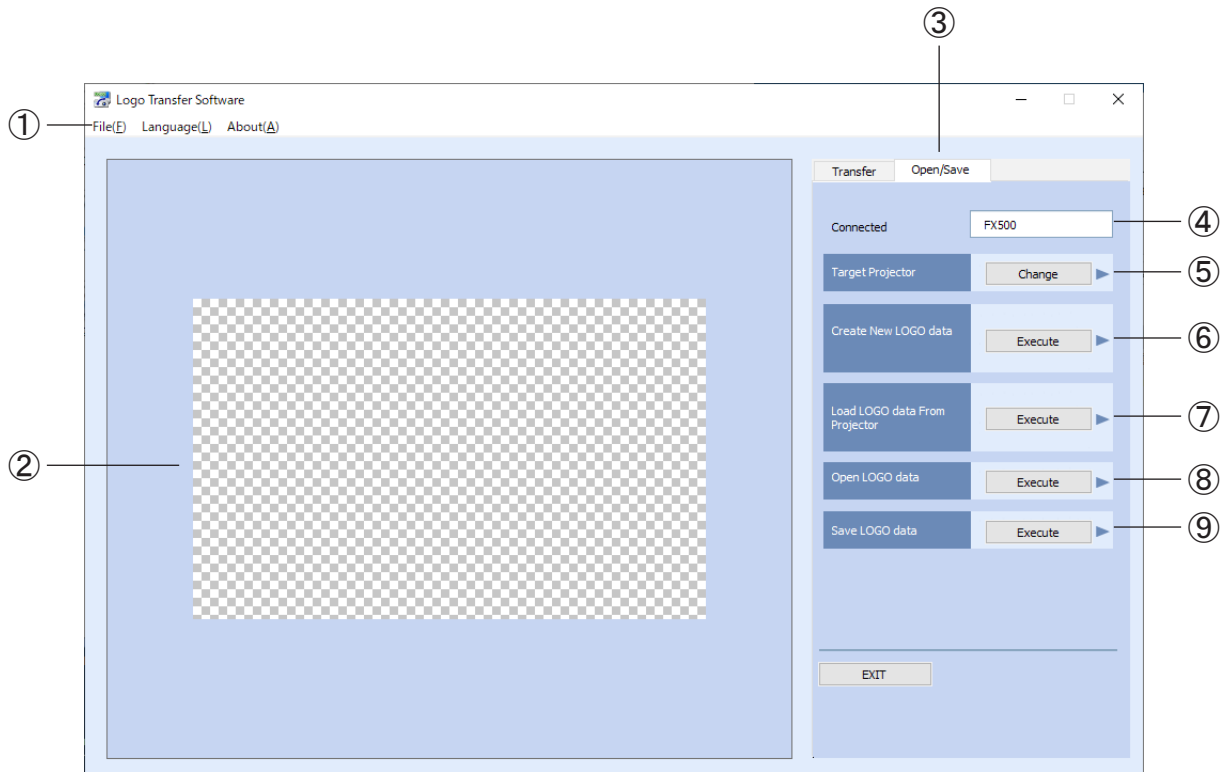 ③
Logo Transfer Software
① File(F) Language(L) About(A)
Transfer Open/Save
Connected FX500 ④
Target Projector Change ⑤
Create New LOGO data Execute ⑥
Load LOGO data From
Projector Execute ⑦
②
Open LOGO data Execute ⑧
Save LOGO data Execute ⑨
EXIT